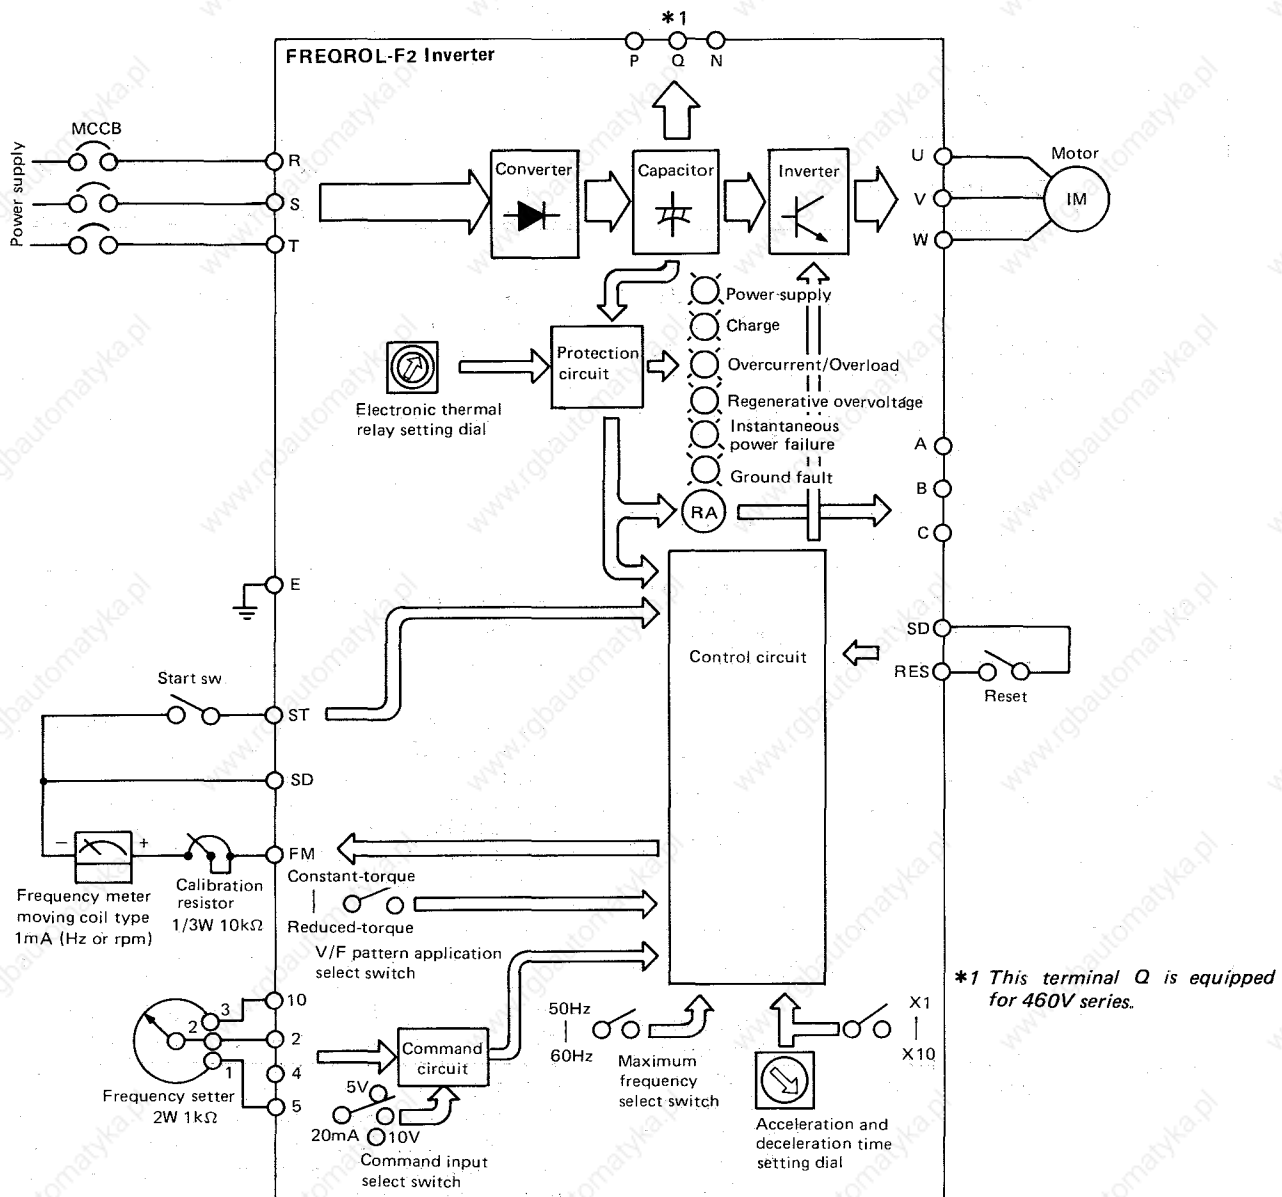 *1
FREQROL-F2 Inverter
P Q N
MCCB
Power supply
R
S
T
Converter
Capacitor
Inverter
U
V
W
Motor
IM
Power supply
Charge
Overcurrent/Overload
Regenerative overvoltage
Instantaneous
power failure
Ground fault
RA
Protection
circuit
Electronic thermal
relay setting dial
A
B
C
E
Control circuit
SD
RES
Reset
Start sw
ST
SD
FM
− +
Frequency meter
moving coil type
1mA (Hz or rpm)
Calibration
resistor
1/3W 10kΩ
Constant-torque
Reduced-torque
V/F pattern application
select switch
*1 This terminal Q is equipped
for 460V series.
10
2
4
5
3
2
1
Frequency setter
2W 1kΩ
Command
circuit
5V
20mA
10V
Command input
select switch
50Hz
60Hz
Maximum
frequency
select switch
X1
X10
Acceleration and
deceleration time
setting dial
www.rgbautomatyka.pl